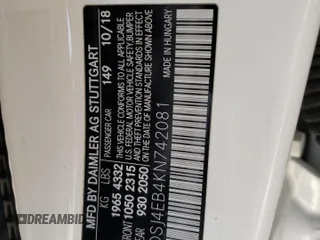 MFD BY DAIMLER AG STUTTGART
PASSENGER CAR 149 10/18
THIS VEHICLE CONFORMS TO ALL APPLICABLE
U.S. FEDERAL MOTOR VEHICLE SAFETY, BUMPER
AND THEFT PREVENTION STANDARDS IN EFFECT
ON THE DATE OF MANUFACTURE SHOWN ABOVE
KG LBS
1965 4332
FRONT 1050 2315
930 2050
MADE IN HUNGARY
SJ4EB4KN742081
DREAMBID